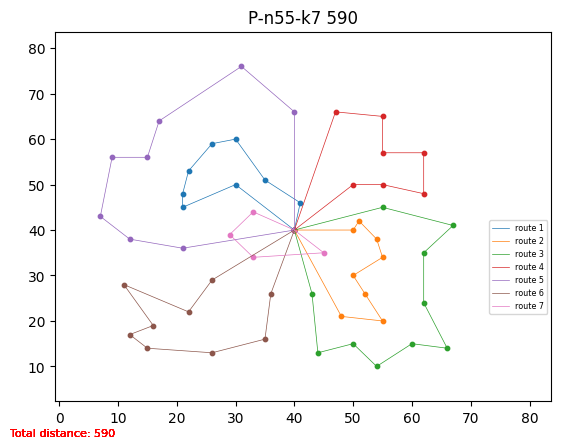 P-n55-k7 590
80
70
60
50
40
30
20
10
0 10 20 30 40 50 60 70 80
route 1
route 2
route 3
route 4
route 5
route 6
route 7
Total distance: 590